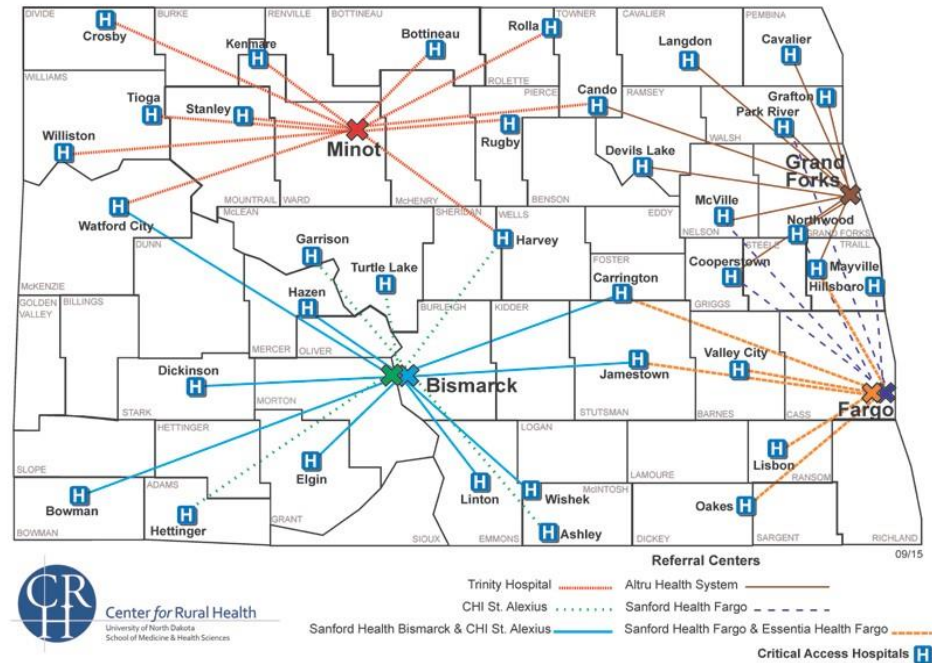 DIVIDE
BURKE
RENVILLE
BOTTINEAU
TOWNER
CAVALIER
PEMBINA
Crosby
Kenmare
Bottineau
Rolla
Langdon
Cavalier
WILLIAMS
ROLETTE
PIERCE
RAMSEY
Tioga
Stanley
Cando
Grafton
Park River
WALSH
Williston
Minot
Rugby
Devils Lake
Grand
Forks
MOUNTRAIL
WARD
McHENRY
BENSON
McVille
Watford City
McLEAN
SHERIDAN
WELLS
EDDY
NELSON
Northwood
GRAND FORKS
DUNN
Garrison
Harvey
STEELE
TRAILL
Turtle Lake
FOSTER
Cooperstown
Mayville
McKENZIE
Carrington
Hillsboro
GOLDEN
VALLEY
BILLINGS
Hazen
BURLEIGH
KIDDER
GRIGGS
MERCER
OLIVER
Dickinson
Bismarck
Jamestown
Valley City
STARK
MORTON
STUTSMAN
BARNES
CASS
Fargo
HETTINGER
LOGAN
SLOPE
Elgin
LAMOURE
Lisbon
RANSOM
ADAMS
Linton
Wishek
McINTOSH
Bowman
Oakes
Hettinger
GRANT
Ashley
BOWMAN
SIOUX
EMMONS
DICKEY
SARGENT
RICHLAND
09/15
Referral Centers
Trinity Hospital
Altru Health System
CHI St. Alexius
Sanford Health Fargo
Sanford Health Bismarck & CHI St. Alexius
Sanford Health Fargo & Essentia Health Fargo
Critical Access Hospitals H
CR
H
Center for Rural Health
University of North Dakota
School of Medicine & Health Sciences